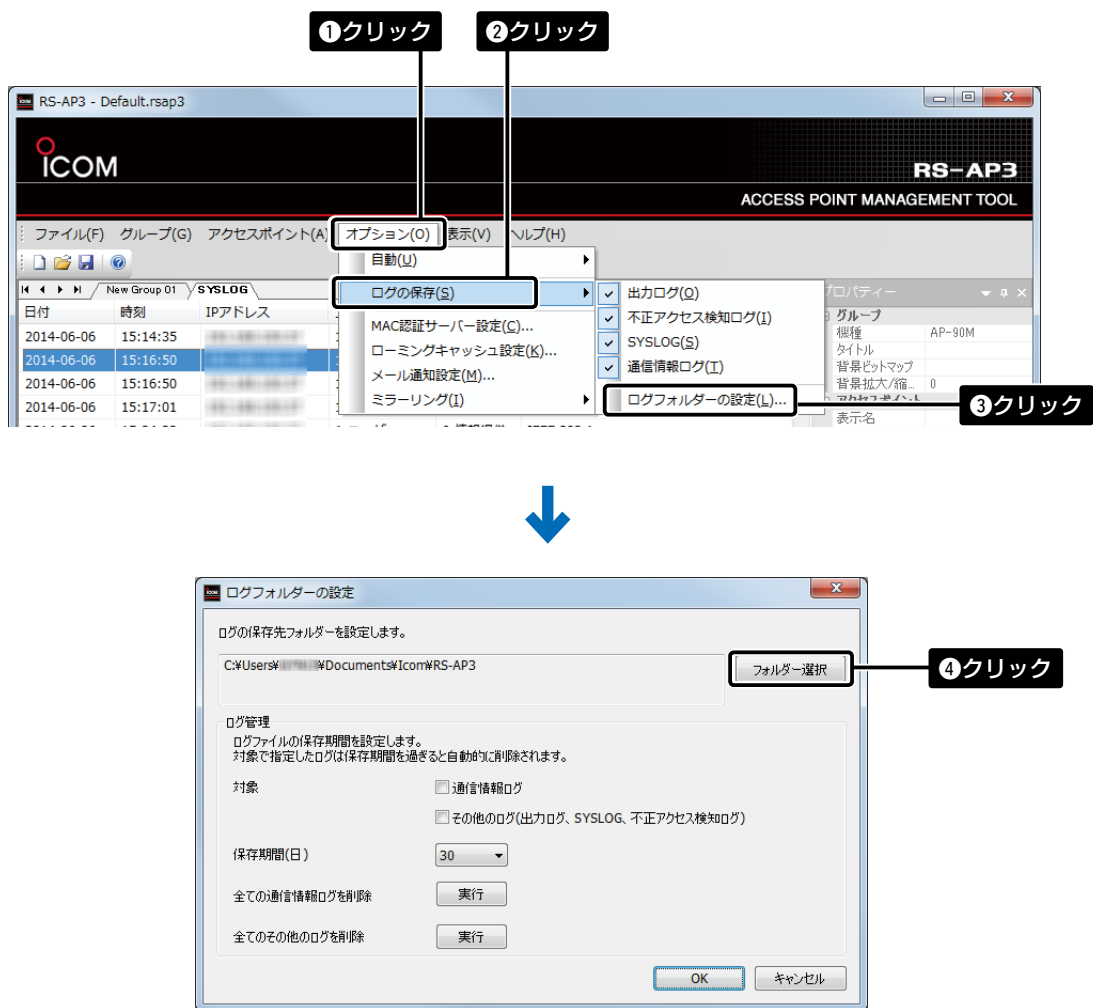 ❶クリック
❷クリック
RS-AP3 - Default.rsap3
ICOM
RS-AP3
ACCESS POINT MANAGEMENT TOOL
ファイル(F) グループ(G) アクセスポイント(A) オプション(O) 表示(V) ヘルプ(H)
自動(U)
New Group 01 SYSLOG
ログの保存(S)
出力ログ(O)
プロパティー
日付 時刻 IPアドレス
MAC認証サーバー設定(C)...
不正アクセス検知ログ(I)
グループ
2014-06-06 15:14:35
ローミングキャッシュ設定(K)...
SYSLOG(S)
機種 AP-90M
タイトル
2014-06-06 15:16:50
メール通知設定(M)...
通信情報ログ(T)
背景ビットマップ
2014-06-06 15:16:50
背景拡大/縮... 0
ミラーリング(I)
ログフォルダーの設定(L)...
アクセスポイント
❸クリック
2014-06-06 15:17:01
表示名
ログフォルダーの設定
ログの保存先フォルダーを設定します。
C:¥Users¥ ¥Documents¥Icom¥RS-AP3
フォルダー選択
❹クリック
ログ管理
ログファイルの保存期間を設定します。
対象で指定したログは保存期間を過ぎると自動的に削除されます。
対象
通信情報ログ
その他のログ(出力ログ、SYSLOG、不正アクセス検知ログ)
保存期間(日) 30
全ての通信情報ログを削除 実行
全てのその他のログを削除 実行
OK キャンセル